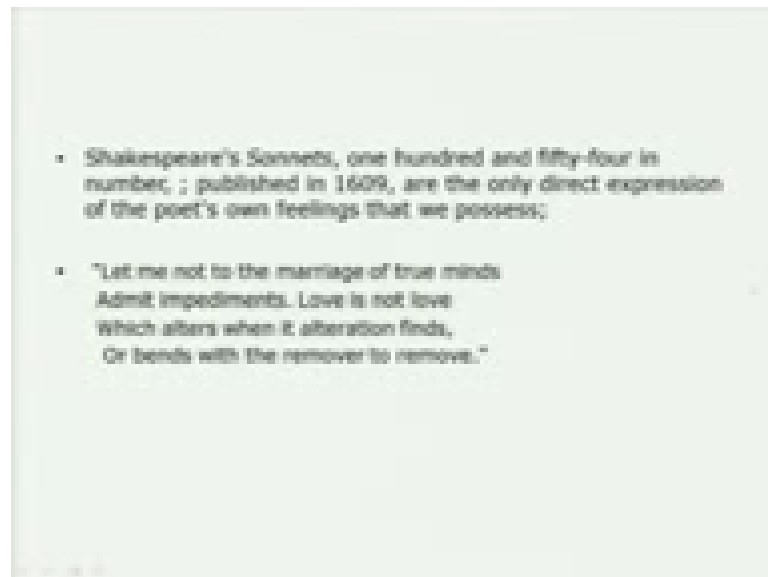 • Shakespeare's Sonnets, one hundred and fifty-four in
number, ; published in 1609, are the only direct expression
of the poet's own feelings that we possess;
• "Let me not to the marriage of true minds
Admit impediments. Love is not love
Which alters when it alteration finds,
Or bends with the remover to remove."